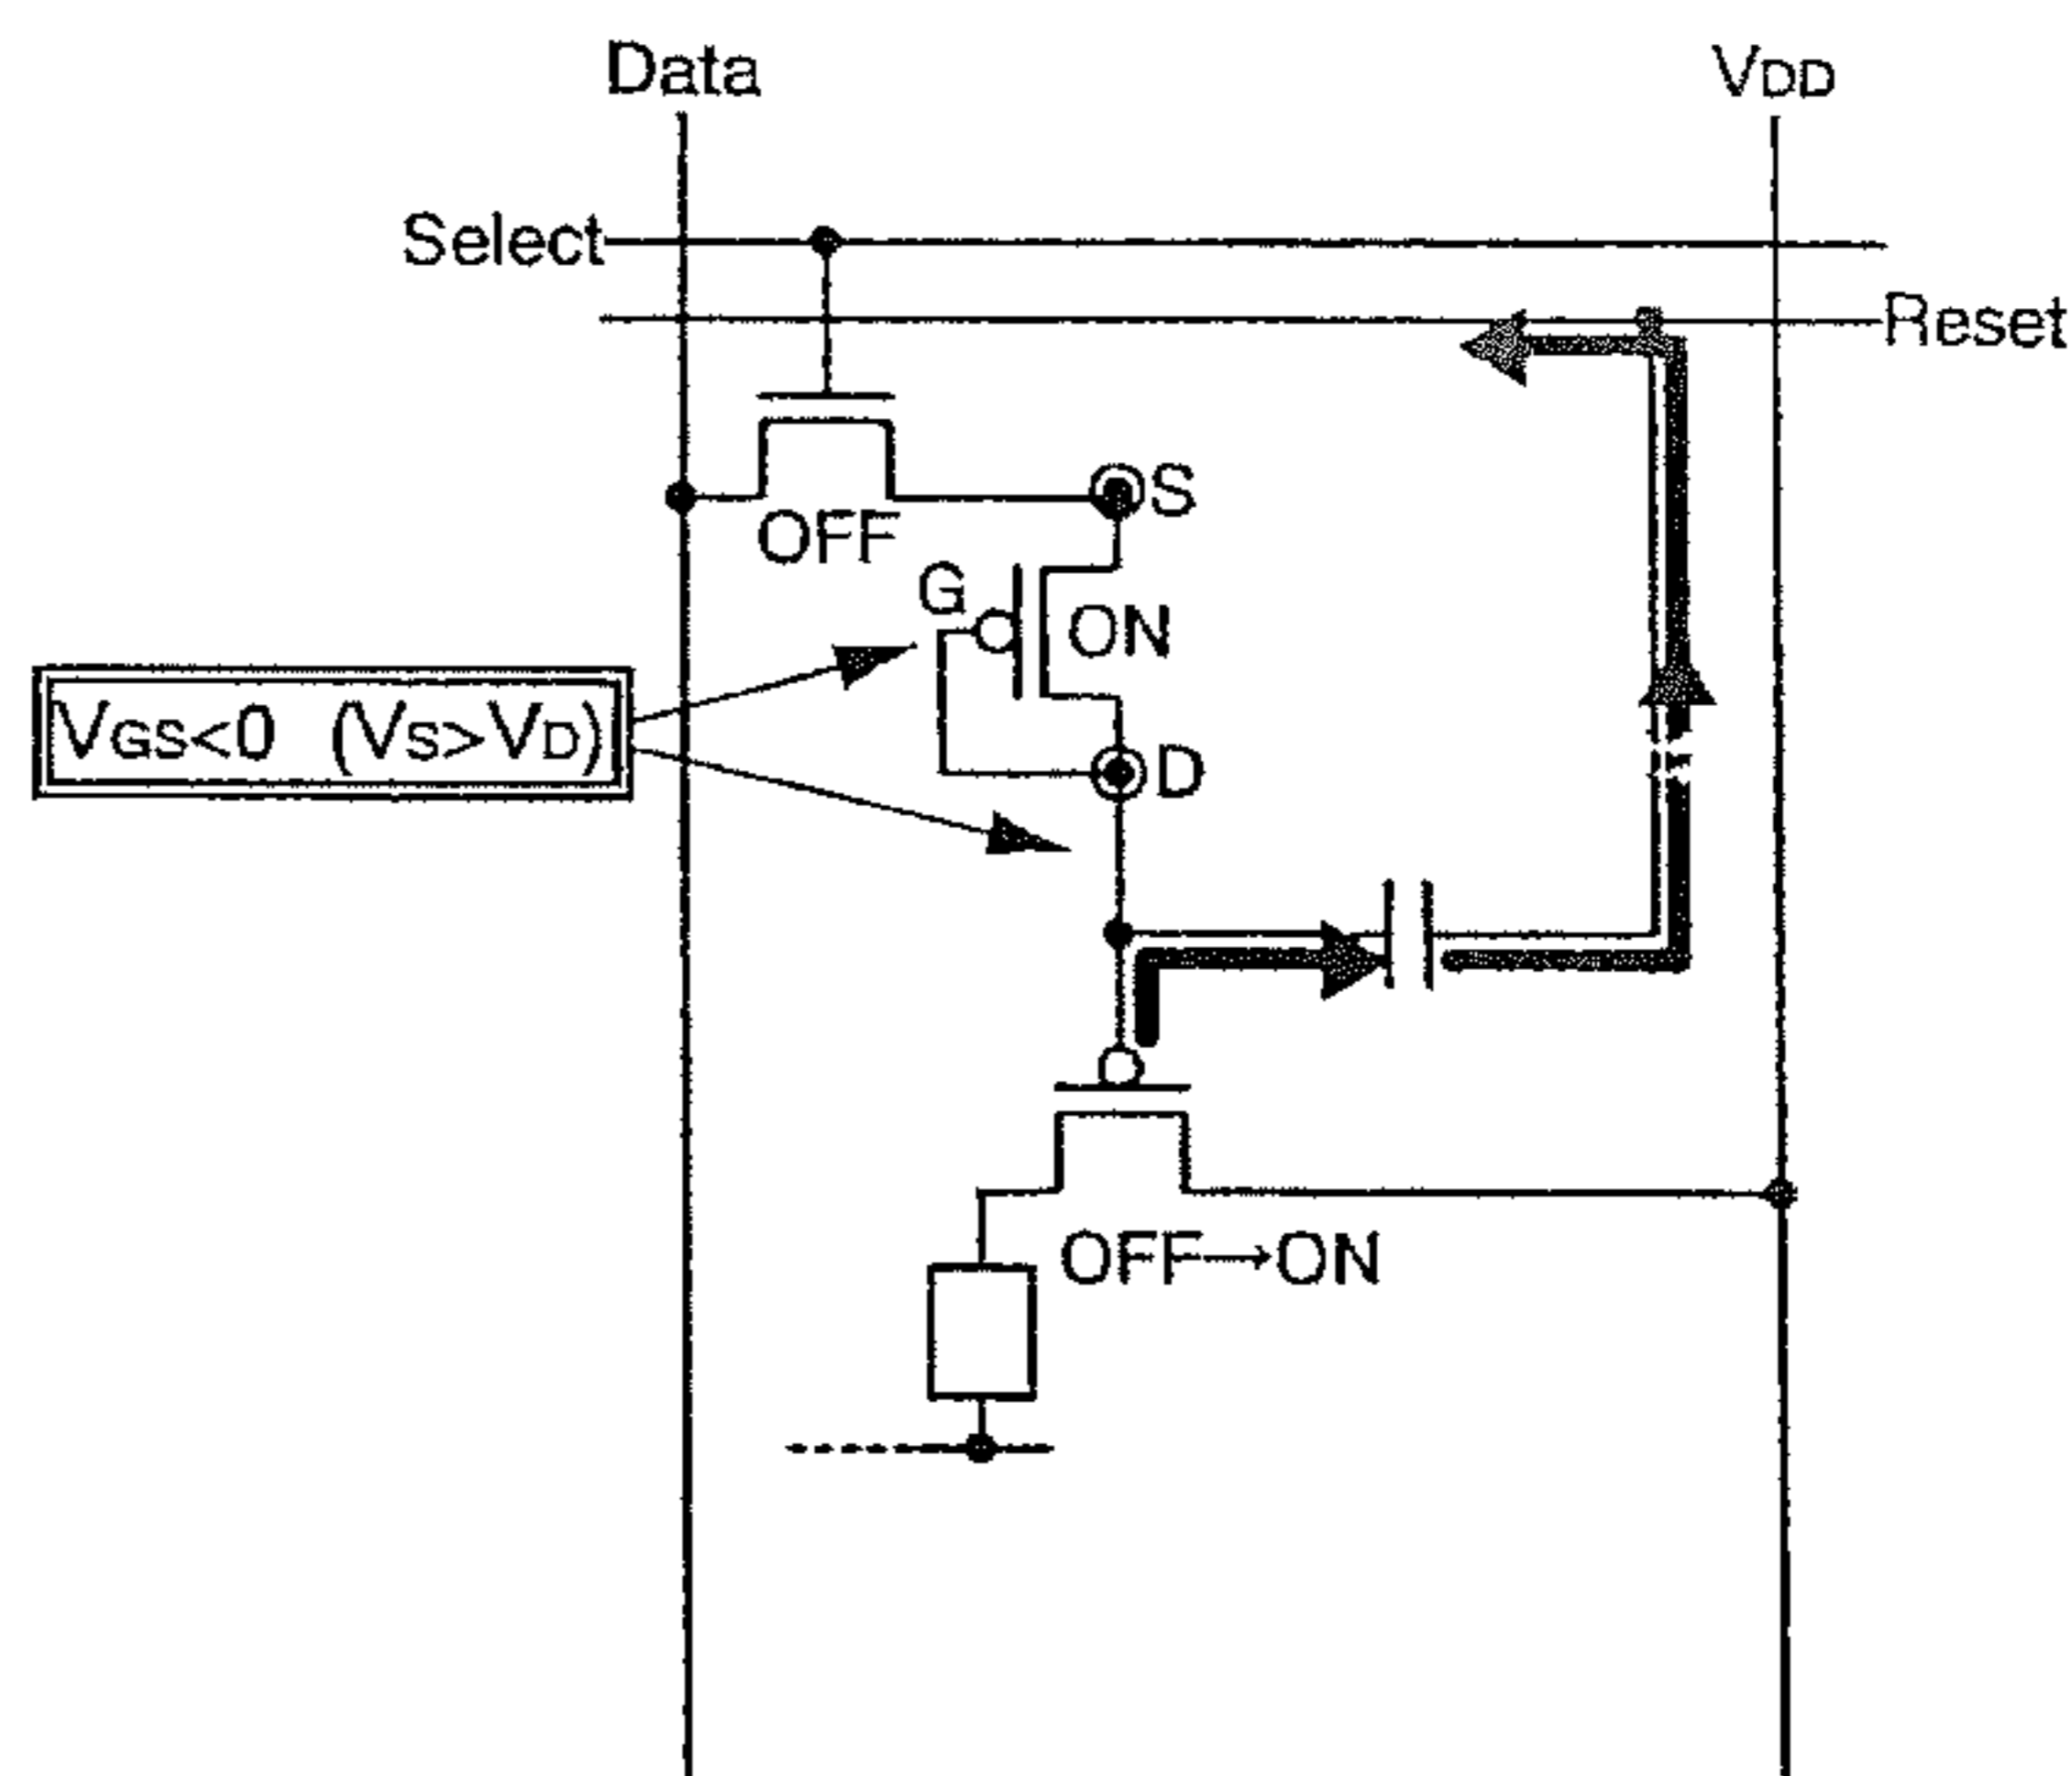 Data
VDD
Select
Reset
S
OFF
G
ON
VGS<0 (VS>VD)
D
OFF→ON